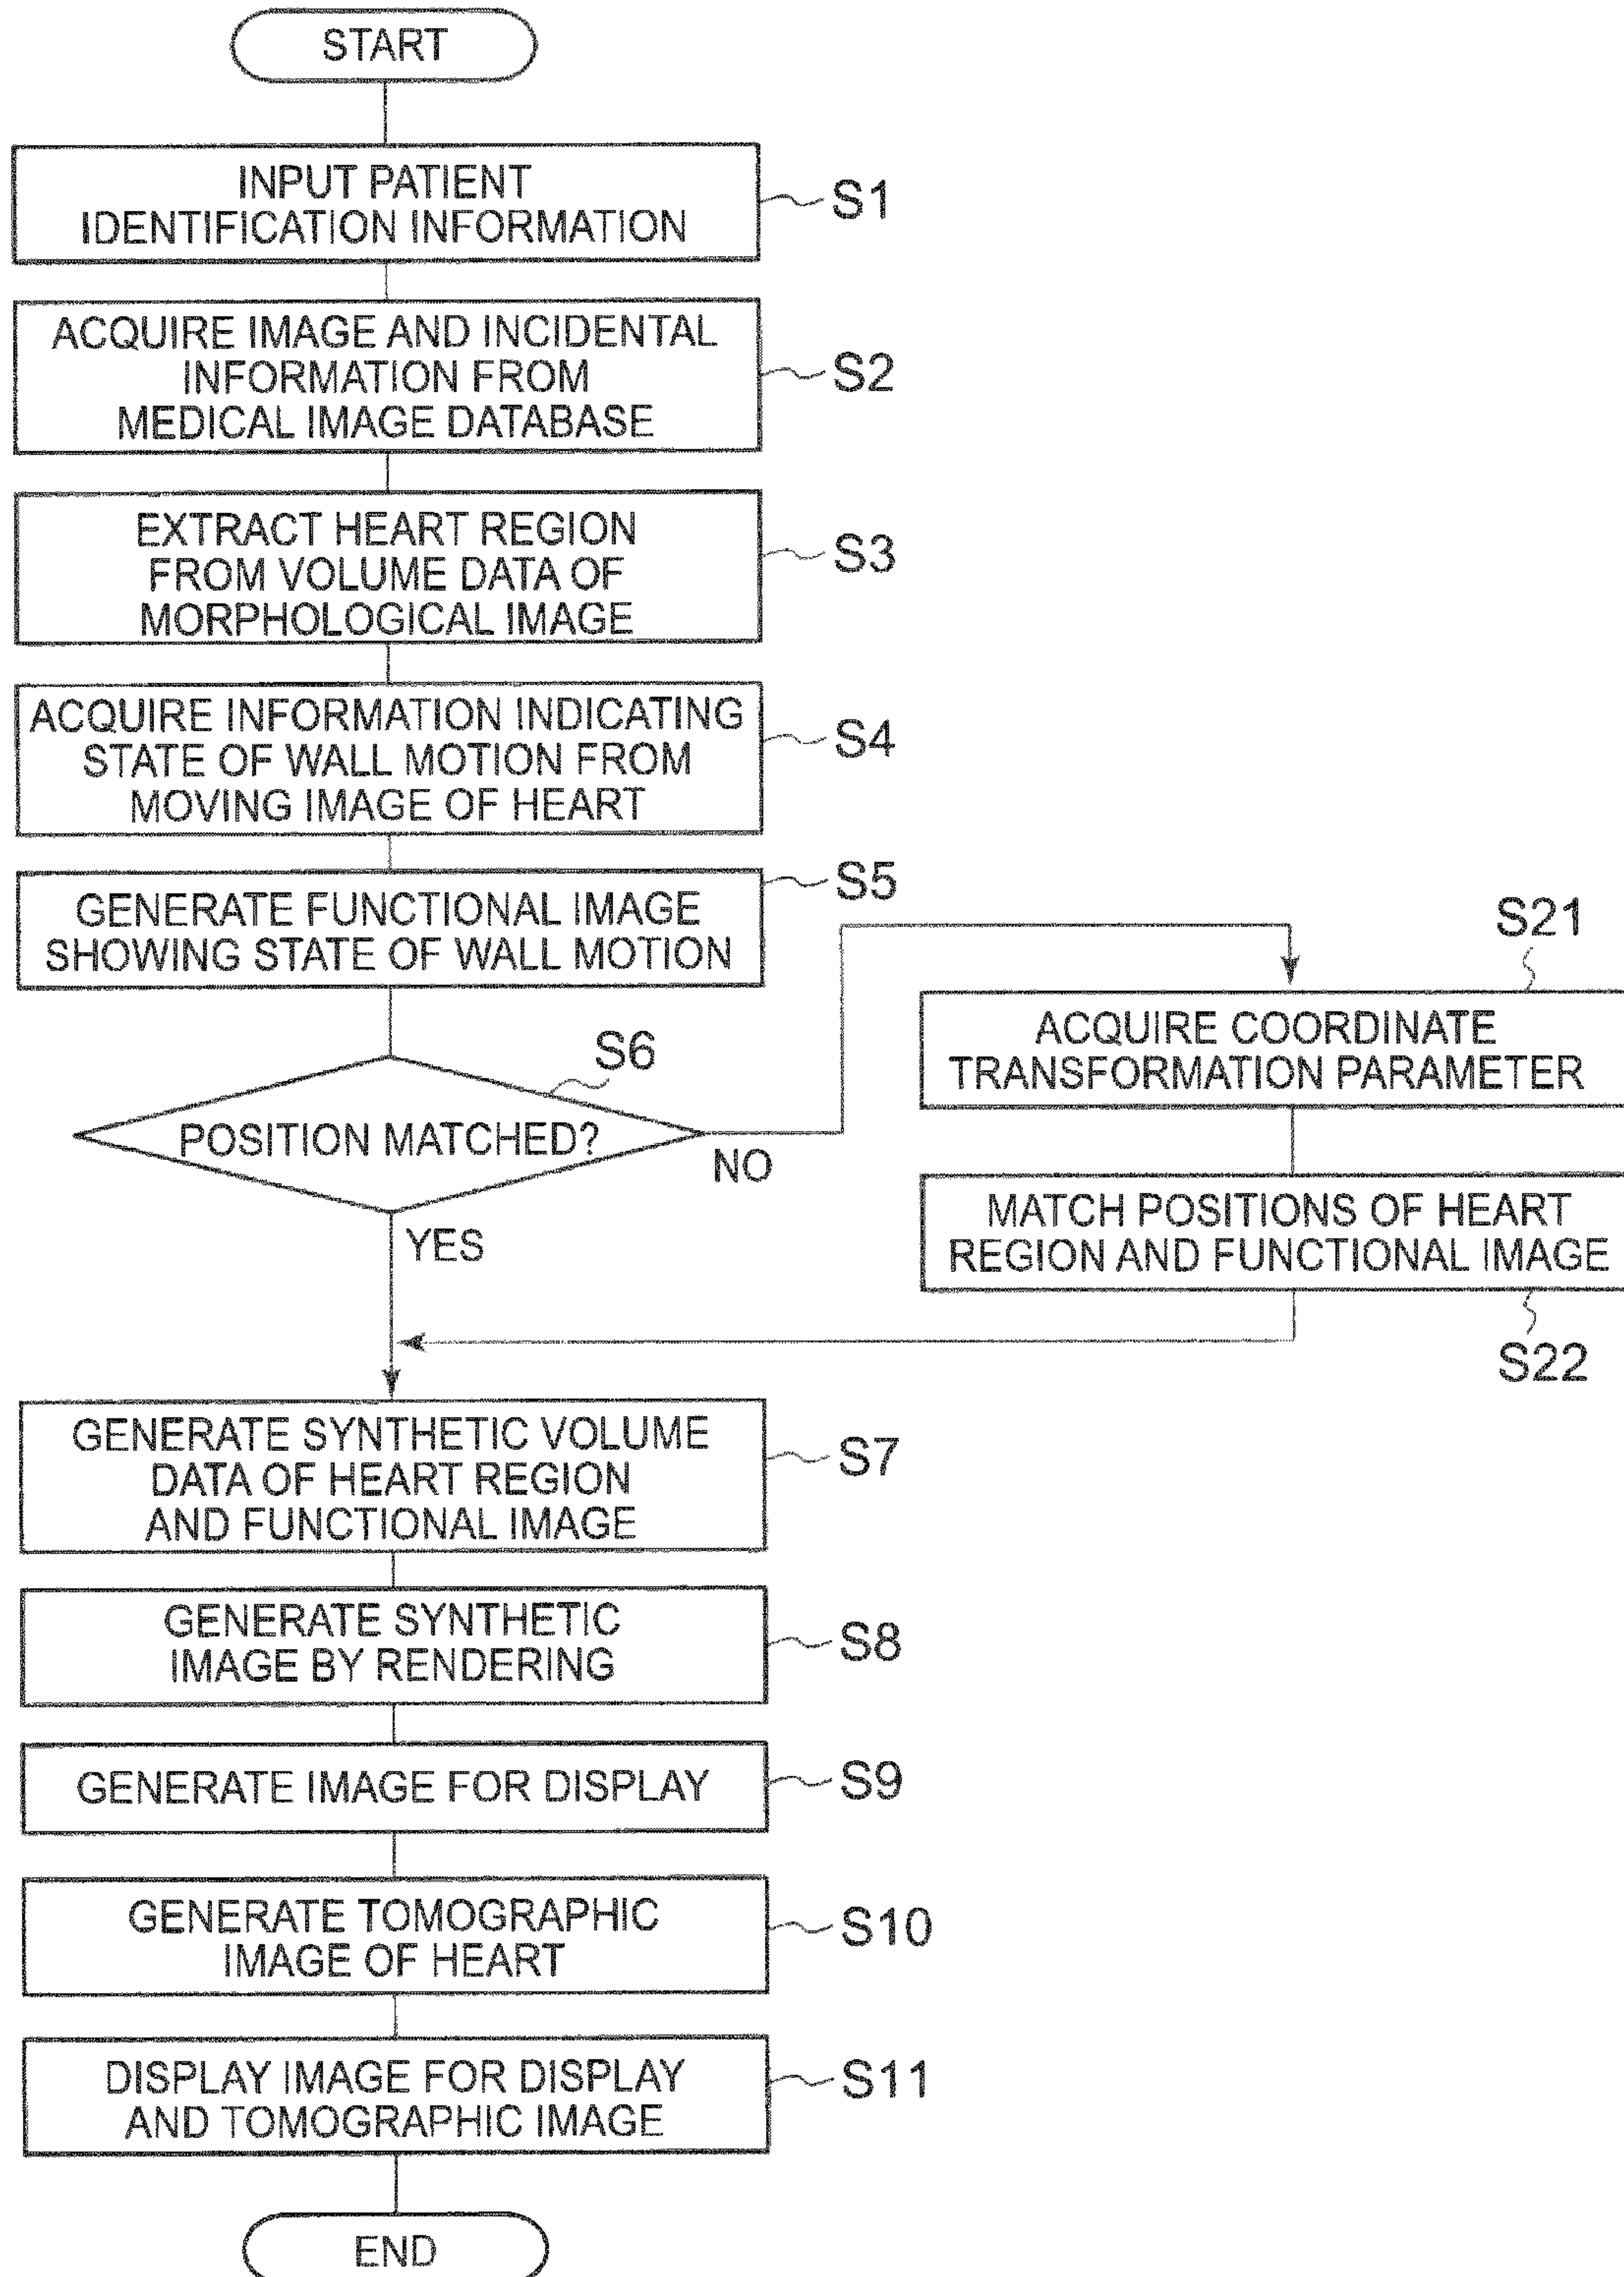 START
INPUT PATIENT
IDENTIFICATION INFORMATION
S1
ACQUIRE IMAGE AND INCIDENTAL
INFORMATION FROM
MEDICAL IMAGE DATABASE
S2
EXTRACT HEART REGION
FROM VOLUME DATA OF
MORPHOLOGICAL IMAGE
S3
ACQUIRE INFORMATION INDICATING
STATE OF WALL MOTION FROM
MOVING IMAGE OF HEART
S4
GENERATE FUNCTIONAL IMAGE
SHOWING STATE OF WALL MOTION
S5
POSITION MATCHED?
S6
NO
YES
S21
ACQUIRE COORDINATE
TRANSFORMATION PARAMETER
MATCH POSITIONS OF HEART
REGION AND FUNCTIONAL IMAGE
S22
GENERATE SYNTHETIC VOLUME
DATA OF HEART REGION
AND FUNCTIONAL IMAGE
S7
GENERATE SYNTHETIC
IMAGE BY RENDERING
S8
GENERATE IMAGE FOR DISPLAY
S9
GENERATE TOMOGRAPHIC
IMAGE OF HEART
S10
DISPLAY IMAGE FOR DISPLAY
AND TOMOGRAPHIC IMAGE
S11
END